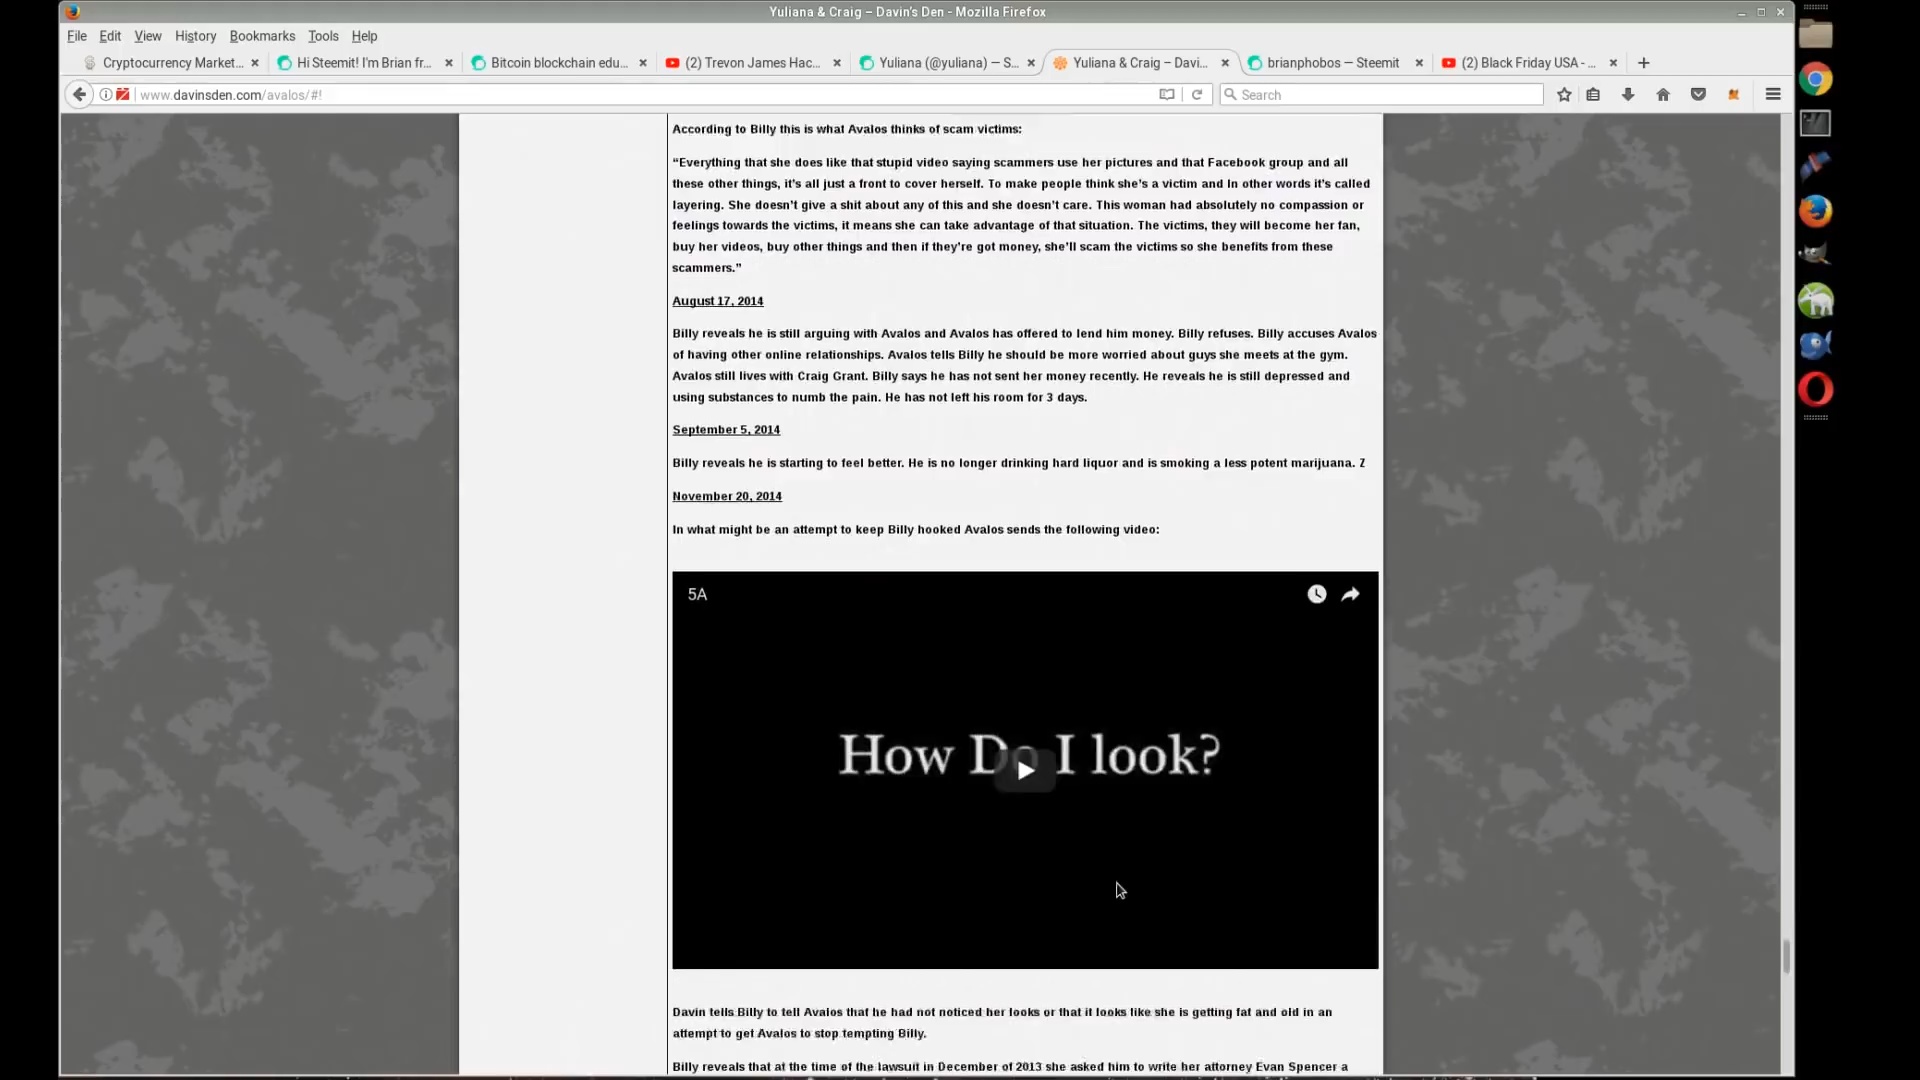 Yuliana & Craig – Davin's Den - Mozilla Firefox
File Edit View History Bookmarks Tools Help
Cryptocurrency Market... Hi Steemit! I'm Brian fr... Bitcoin blockchain edu... (2) Trevon James Hac... Yuliana (@yuliana) — S... Yuliana & Craig – Davi... brianphobos — Steemit (2) Black Friday USA - ...
www.davinsden.com/avalos/#! Search
According to Billy this is what Avalos thinks of scam victims:
“Everything that she does like that stupid video saying scammers use her pictures and that Facebook group and all
these other things, it's all just a front to cover herself. To make people think she's a victim and In other words it's called
layering. She doesn't give a shit about any of this and she doesn't care. This woman had absolutely no compassion or
feelings towards the victims, it means she can take advantage of that situation. The victims, they will become her fan,
buy her videos, buy other things and then if they're got money, she'll scam the victims so she benefits from these
scammers.”
August 17, 2014
Billy reveals he is still arguing with Avalos and Avalos has offered to lend him money. Billy refuses. Billy accuses Avalos
of having other online relationships. Avalos tells Billy he should be more worried about guys she meets at the gym.
Avalos still lives with Craig Grant. Billy says he has not sent her money recently. He reveals he is still depressed and
using substances to numb the pain. He has not left his room for 3 days.
September 5, 2014
Billy reveals he is starting to feel better. He is no longer drinking hard liquor and is smoking a less potent marijuana. Z
November 20, 2014
In what might be an attempt to keep Billy hooked Avalos sends the following video:
5A
How Do I look?
Davin tells Billy to tell Avalos that he had not noticed her looks or that it looks like she is getting fat and old in an
attempt to get Avalos to stop tempting Billy.
Billy reveals that at the time of the lawsuit in December of 2013 she asked him to write her attorney Evan Spencer a